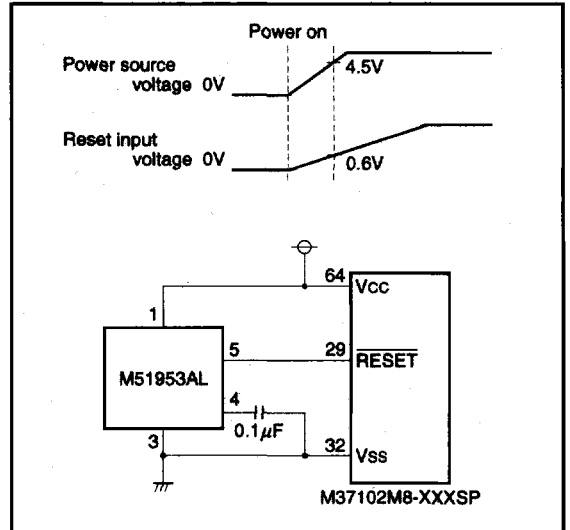 Power on
Power source
voltage 0V
4.5V
Reset input
voltage 0V
0.6V
64
Vcc
1
5
29
RESET
M51953AL
4
0.1μF
3
32
Vss
M37102M8-XXXSP